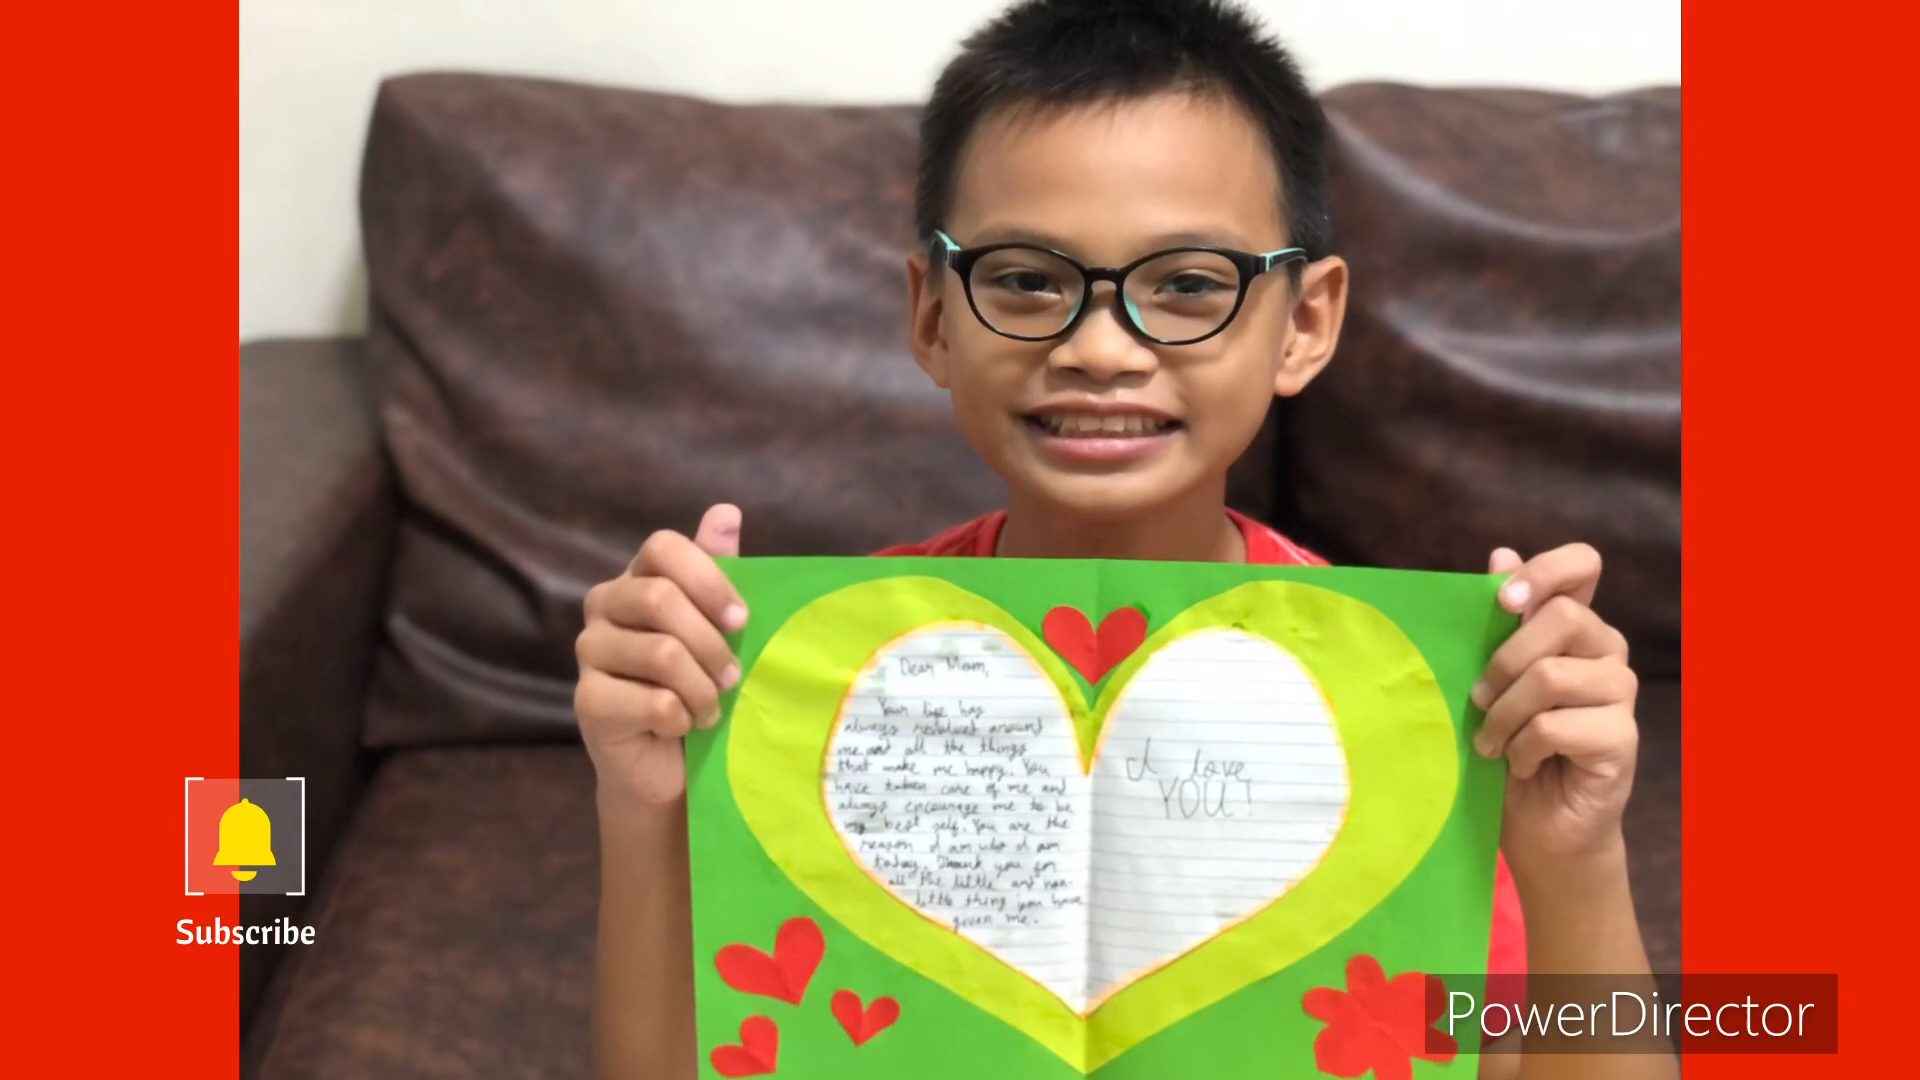 Dear Mom,
Your life has
always revolved around
me and all the things
that make me happy. You
have taken care of me and
always encourage me to be
my best self. You are the
reason I am who I am
today. Thank you for
all the little and non-
little thing you have
given me.
I love
YOU!
Subscribe
PowerDirector